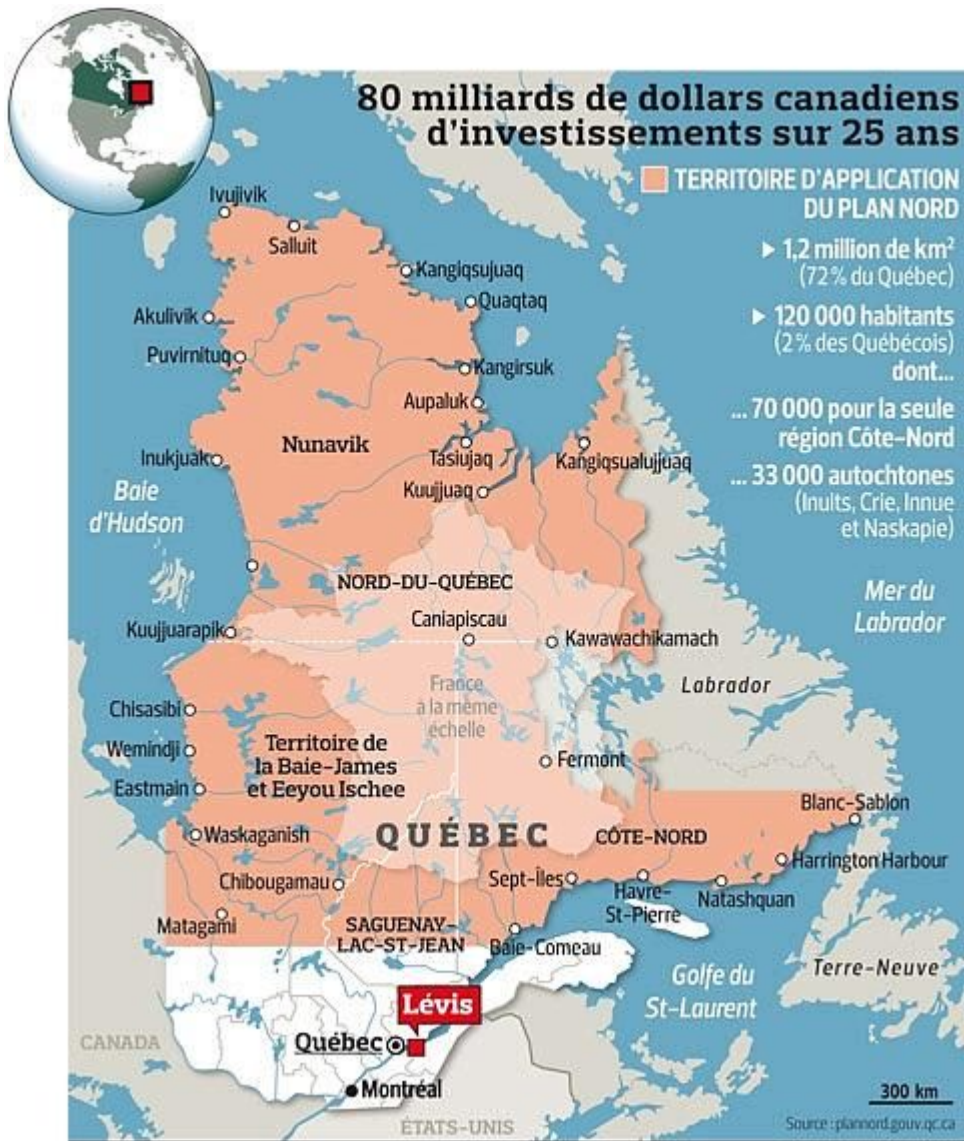 80 milliards de dollars canadiens
d'investissements sur 25 ans
TERRITOIRE D'APPLICATION
DU PLAN NORD
1,2 million de km²
(72 % du Québec)
120 000 habitants
(2 % des Québécois)
dont...
... 70 000 pour la seule
région Côte-Nord
... 33 000 autochtones
(Inuits, Crie, Innue
et Naskapie)
Ivujivik
Salluit
Kangiqsujuaq
Quaqtaq
Akulivik
Puvirnituq
Kangirsuk
Aupaluk
Nunavik
Inukjuak
Tasiujaq
Kangiqsualujjuaq
Kuujjuaq
Baie
d'Hudson
NORD-DU-QUÉBEC
Mer du
Labrador
Kuujjuarapik
Caniapiscau
Kawawachikamach
Labrador
France
à la même
échelle
Chisasibi
Wemindji
Territoire de
la Baie-James
et Eeyou Ischee
Fermont
Eastmain
Blanc-Sablon
Waskaganish
QUÉBEC
CÔTE-NORD
Harrington Harbour
Chibougamau
Sept-Îles
Havre-
St-Pierre
Natashquan
Matagami
SAGUENAY-
LAC-ST-JEAN
Baie-Comeau
Golfe du
St-Laurent
Terre-Neuve
Lévis
CANADA
Québec
Montréal
300 km
ÉTATS-UNIS
Source : plannord.gouv.qc.ca